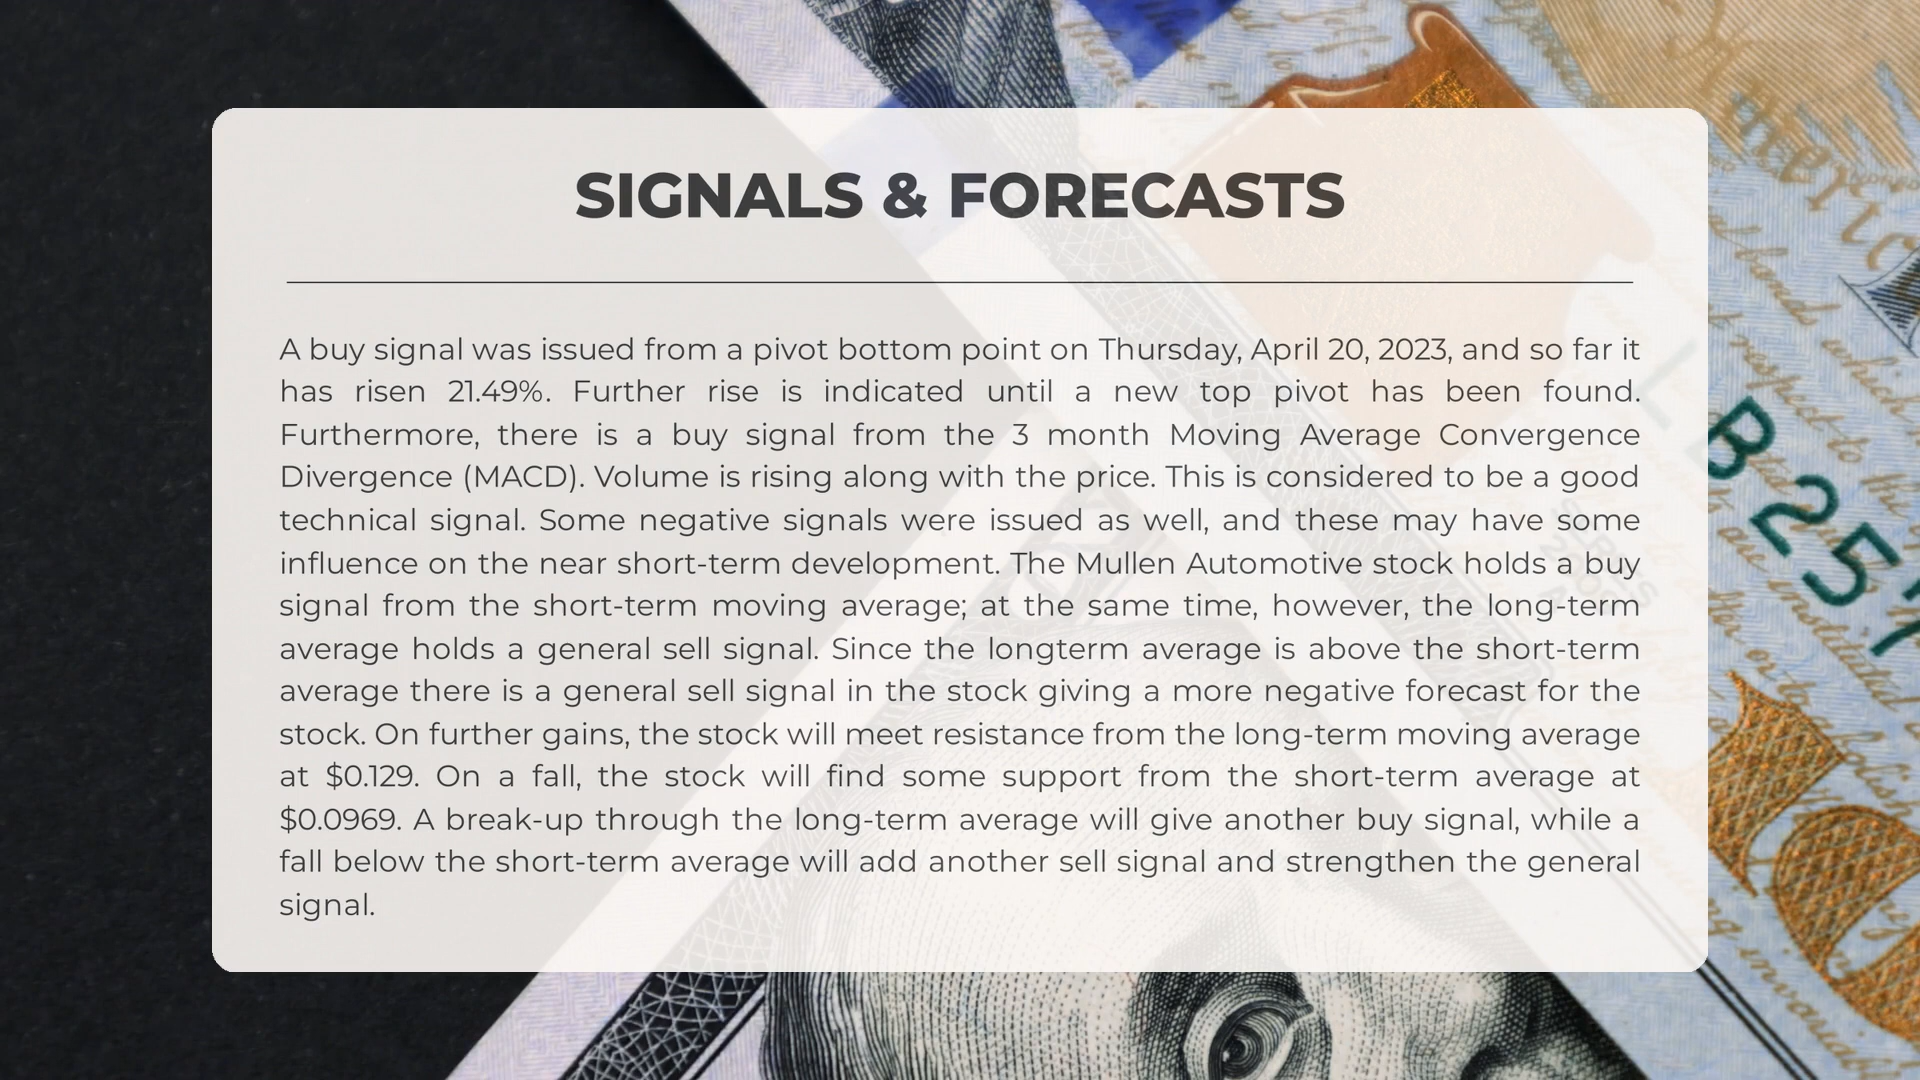 SIGNALS & FORECASTS
A buy signal was issued from a pivot bottom point on Thursday, April 20, 2023, and so far it
has risen 21.49%. Further rise is indicated until a new top pivot has been found.
Furthermore, there is a buy signal from the 3 month Moving Average Convergence
Divergence (MACD). Volume is rising along with the price. This is considered to be a good
technical signal. Some negative signals were issued as well, and these may have some
influence on the near short-term development. The Mullen Automotive stock holds a buy
signal from the short-term moving average; at the same time, however, the long-term
average holds a general sell signal. Since the longterm average is above the short-term
average there is a general sell signal in the stock giving a more negative forecast for the
stock. On further gains, the stock will meet resistance from the long-term moving average
at $0.129. On a fall, the stock will find some support from the short-term average at
$0.0969. A break-up through the long-term average will give another buy signal, while a
fall below the short-term average will add another sell signal and strengthen the general
signal.
L B 2 5